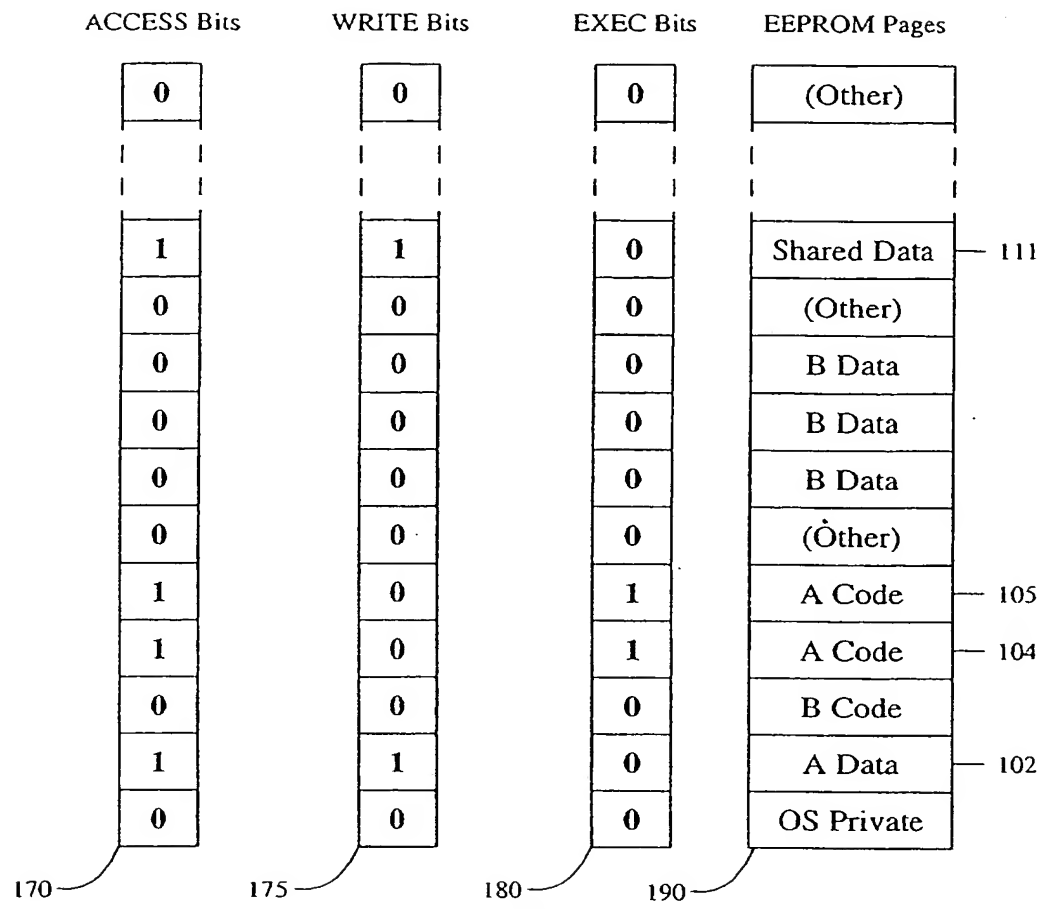 ACCESS Bits WRITE Bits EXEC Bits EEPROM Pages
0 0 0 (Other)
1 1 0 Shared Data 111
0 0 0 (Other)
0 0 0 B Data
0 0 0 B Data
0 0 0 B Data
0 0 0 (Other)
1 0 1 A Code 105
1 0 1 A Code 104
0 0 0 B Code
1 1 0 A Data 102
0 0 0 OS Private
170 175 180 190